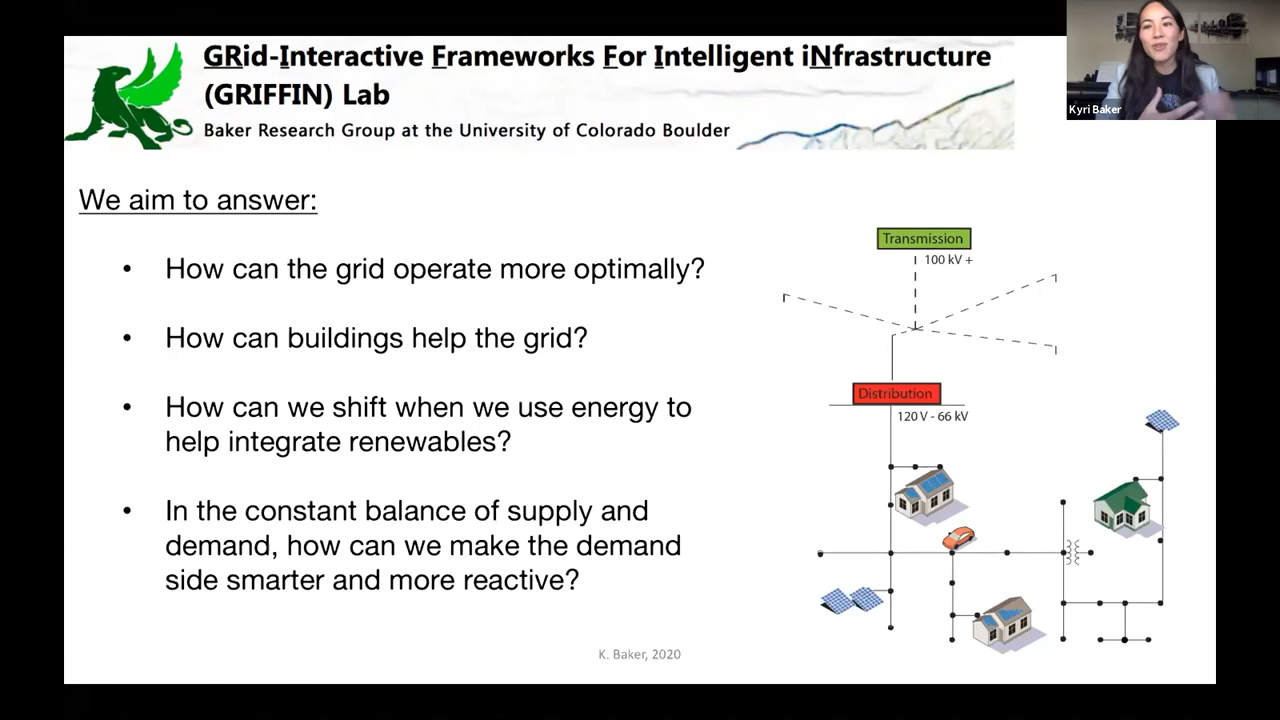 GRid-Interactive Frameworks For Intelligent iNfrastructure
(GRIFFIN) Lab
Baker Research Group at the University of Colorado Boulder
Kyri Baker
We aim to answer:
• How can the grid operate more optimally?
• How can buildings help the grid?
• How can we shift when we use energy to
help integrate renewables?
• In the constant balance of supply and
demand, how can we make the demand
side smarter and more reactive?
Transmission
100 kV +
Distribution
120 V - 66 kV
K. Baker, 2020